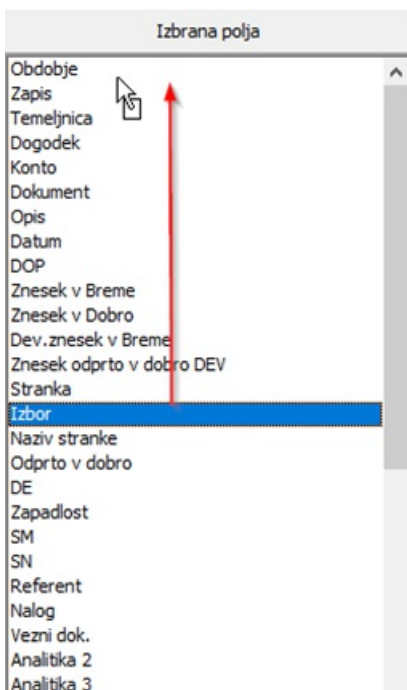 Izbrana polja
Obdobje
Zapis
Temeljnica
Dogodek
Konto
Dokument
Opis
Datum
DOP
Znesek v Breme
Znesek v Dobro
Dev.znesek v Breme
Znesek odprto v dobro DEV
Stranka
Izbor
Naziv stranke
Odprto v dobro
DE
Zapadlost
SM
SN
Referent
Nalog
Vezni dok.
Analitika 2
Analitika 3